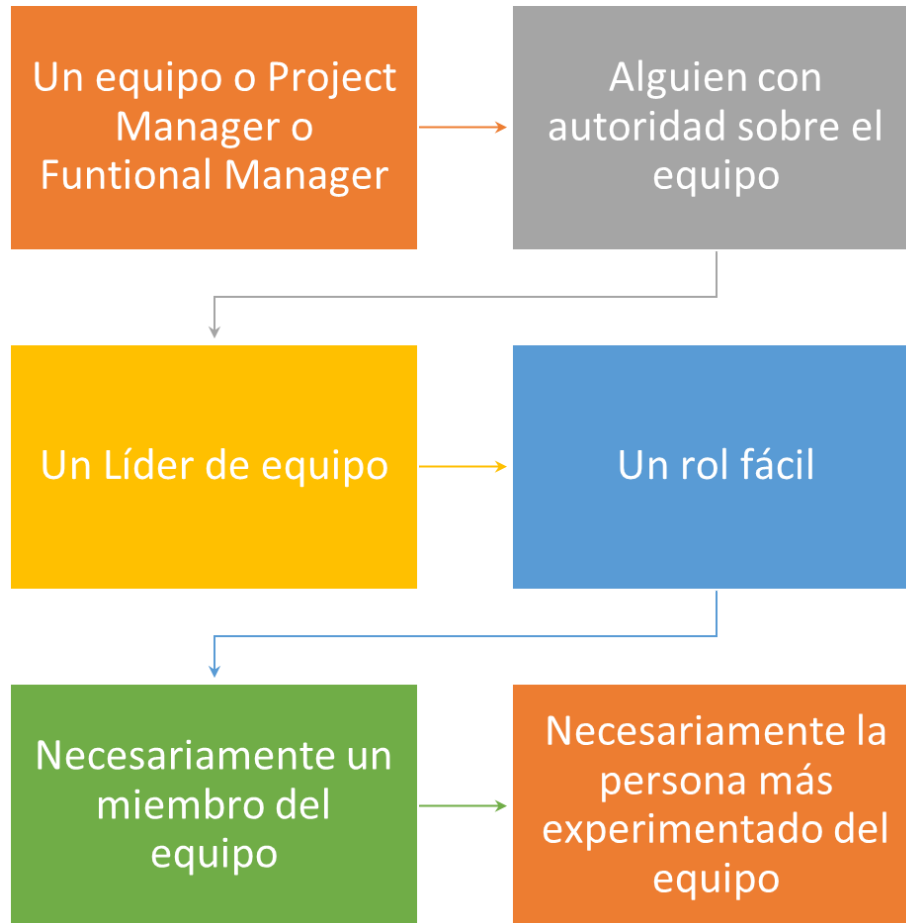 Un equipo o Project
Manager o
Funtional Manager
Alguien con
autoridad sobre el
equipo
Un Líder de equipo
Un rol fácil
Necesariamente un
miembro del
equipo
Necesariamente la
persona más
experimentado del
equipo